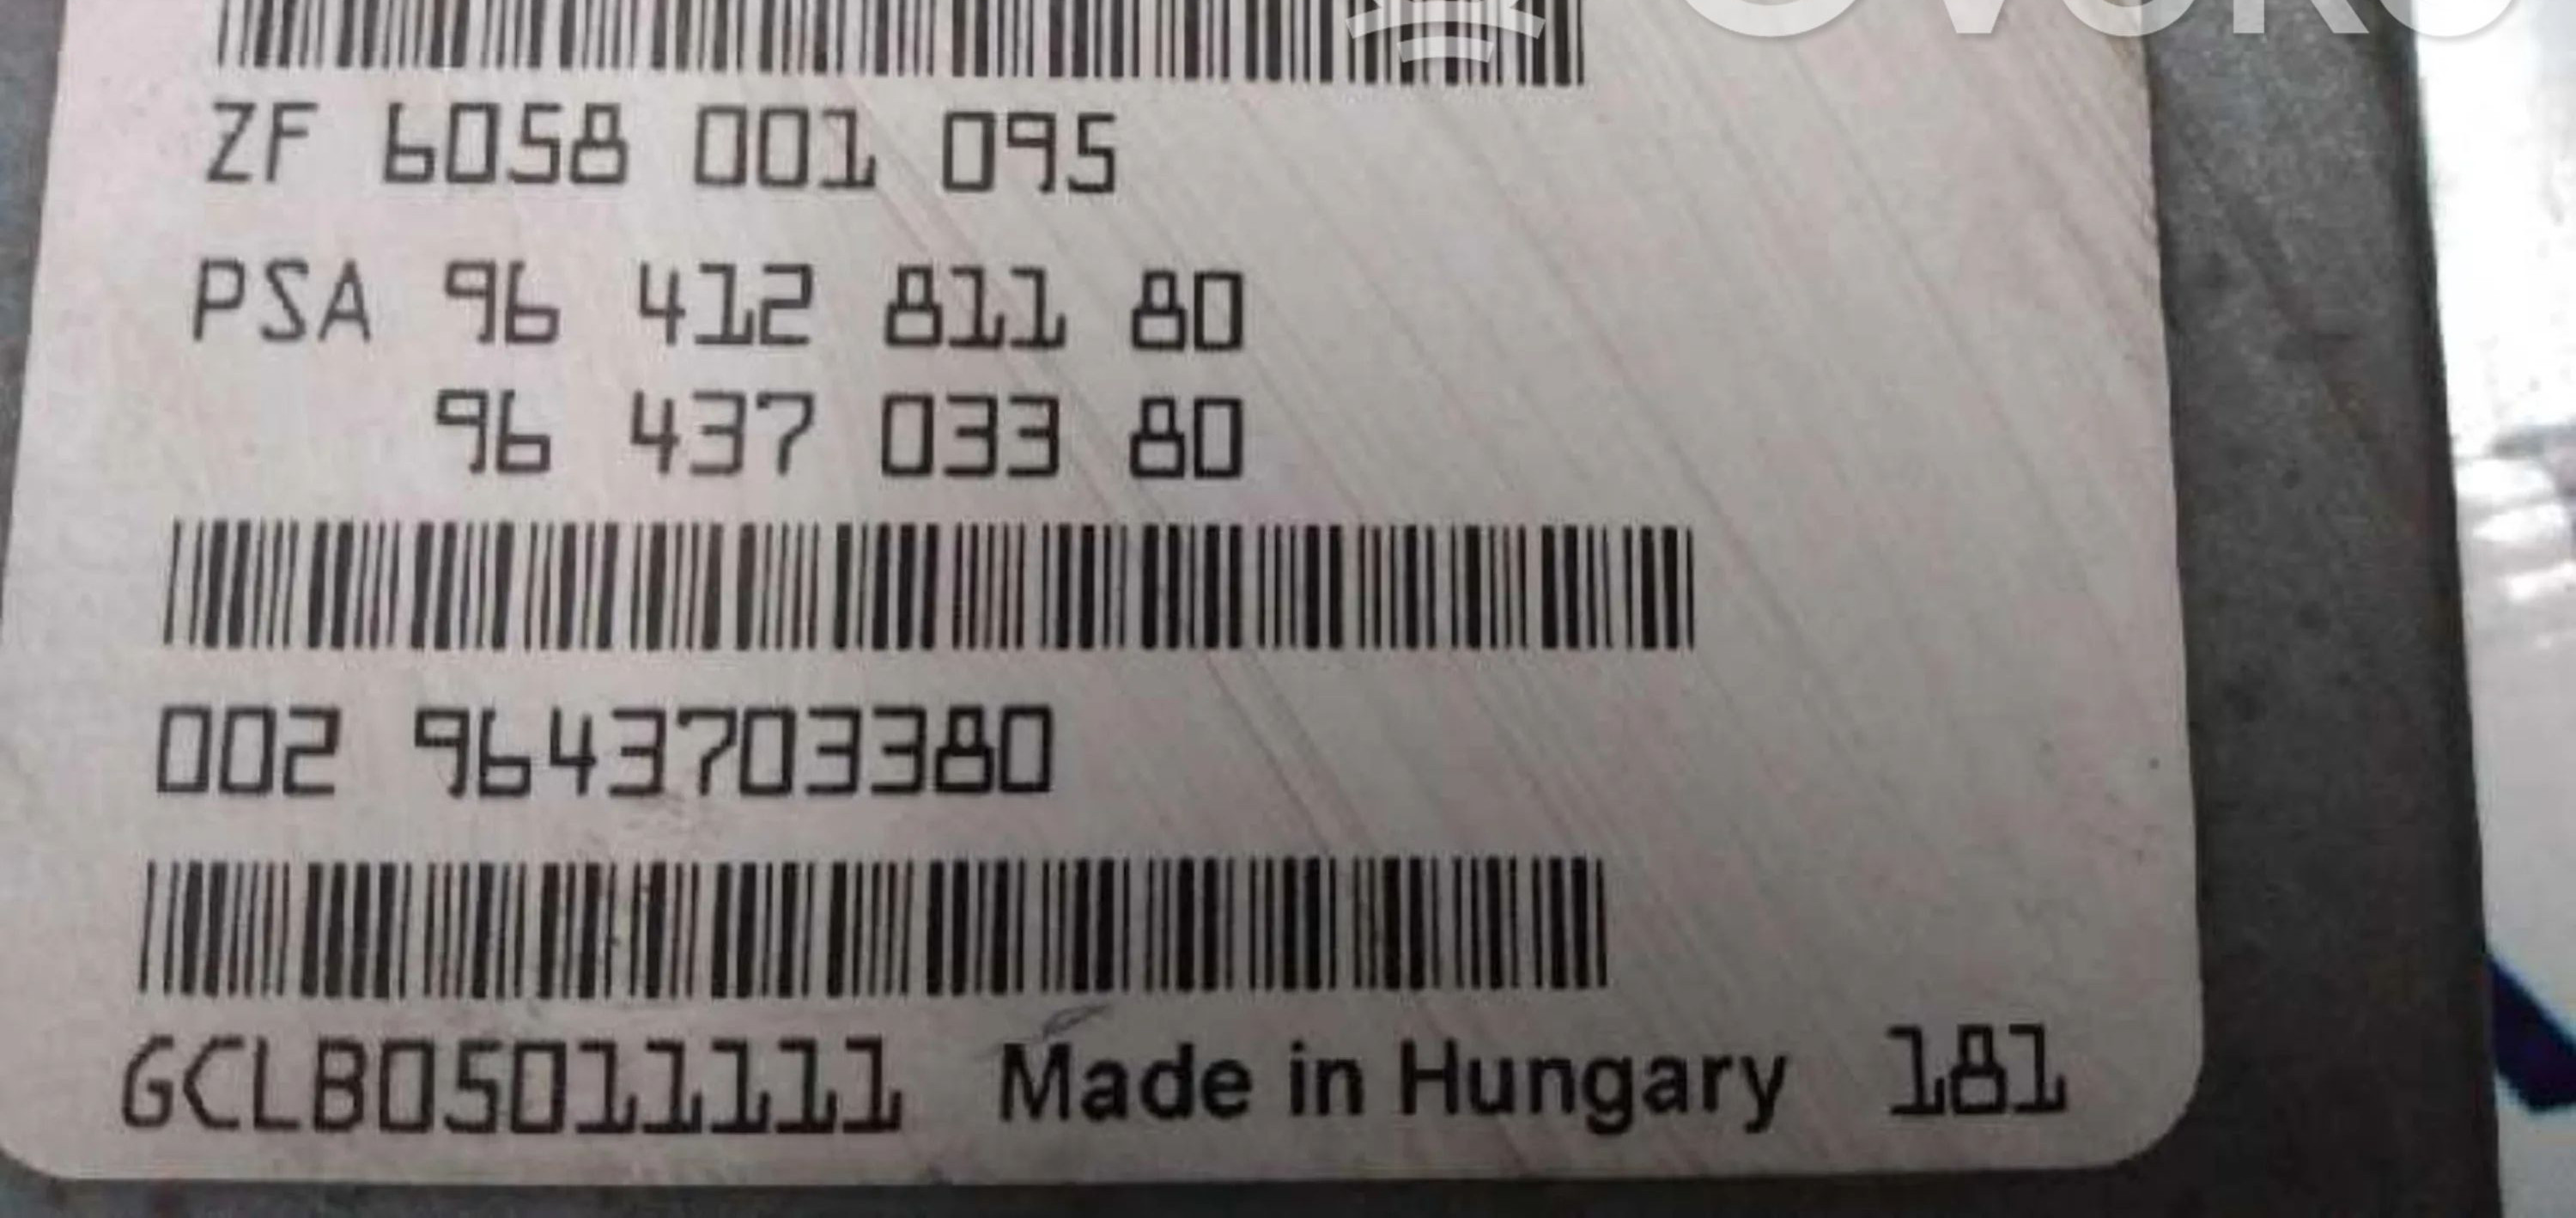 ZF 6058 001 095
PSA 96 412 811 80
96 437 033 80
002 9643703380
GCLB05011111 Made in Hungary 181